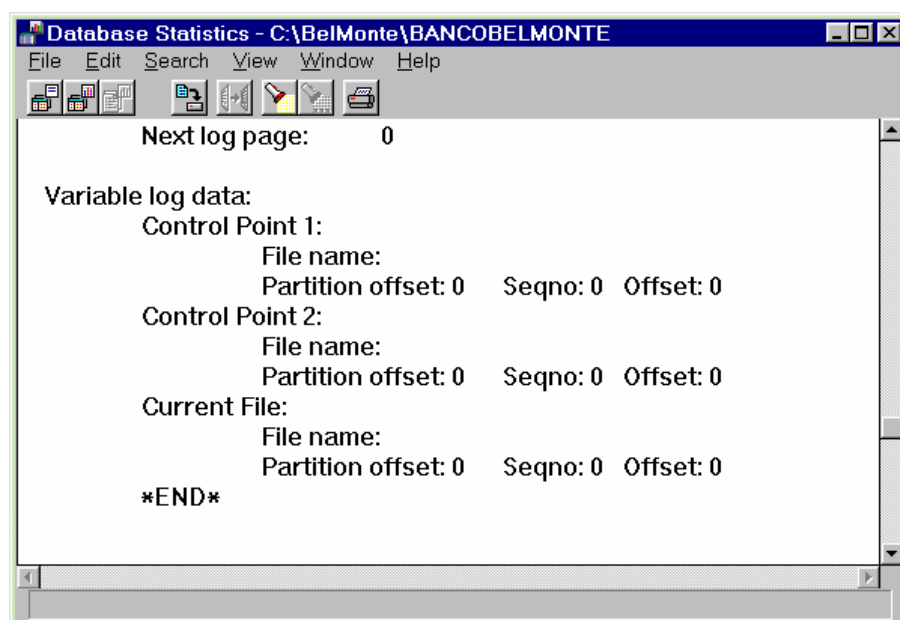 Database Statistics - C:\BelMonte\BANCOBELMONTE
File Edit Search View Window Help
Next log page: 0
Variable log data:
Control Point 1:
File name:
Partition offset: 0 Seqno: 0 Offset: 0
Control Point 2:
File name:
Partition offset: 0 Seqno: 0 Offset: 0
Current File:
File name:
Partition offset: 0 Seqno: 0 Offset: 0
*END*